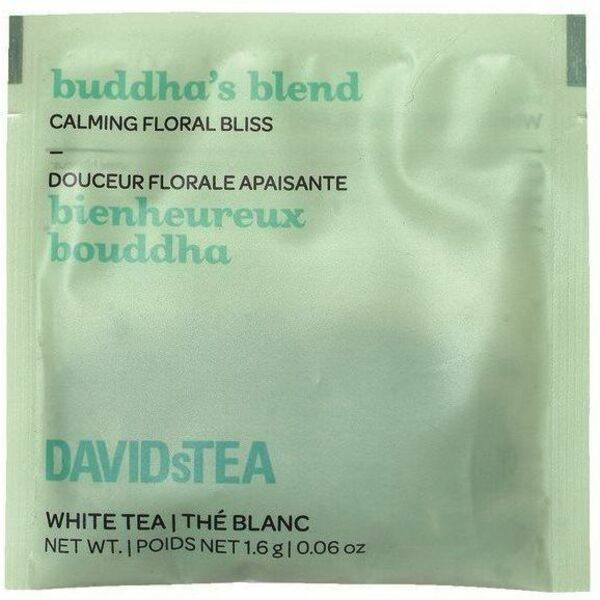 buddha's blend
CALMING FLORAL BLISS
–
DOUCEUR FLORALE APAISANTE
bienheureux
bouddha
DAVIDsTEA
WHITE TEA | THÉ BLANC
NET WT. | POIDS NET 1.6 g | 0.06 oz